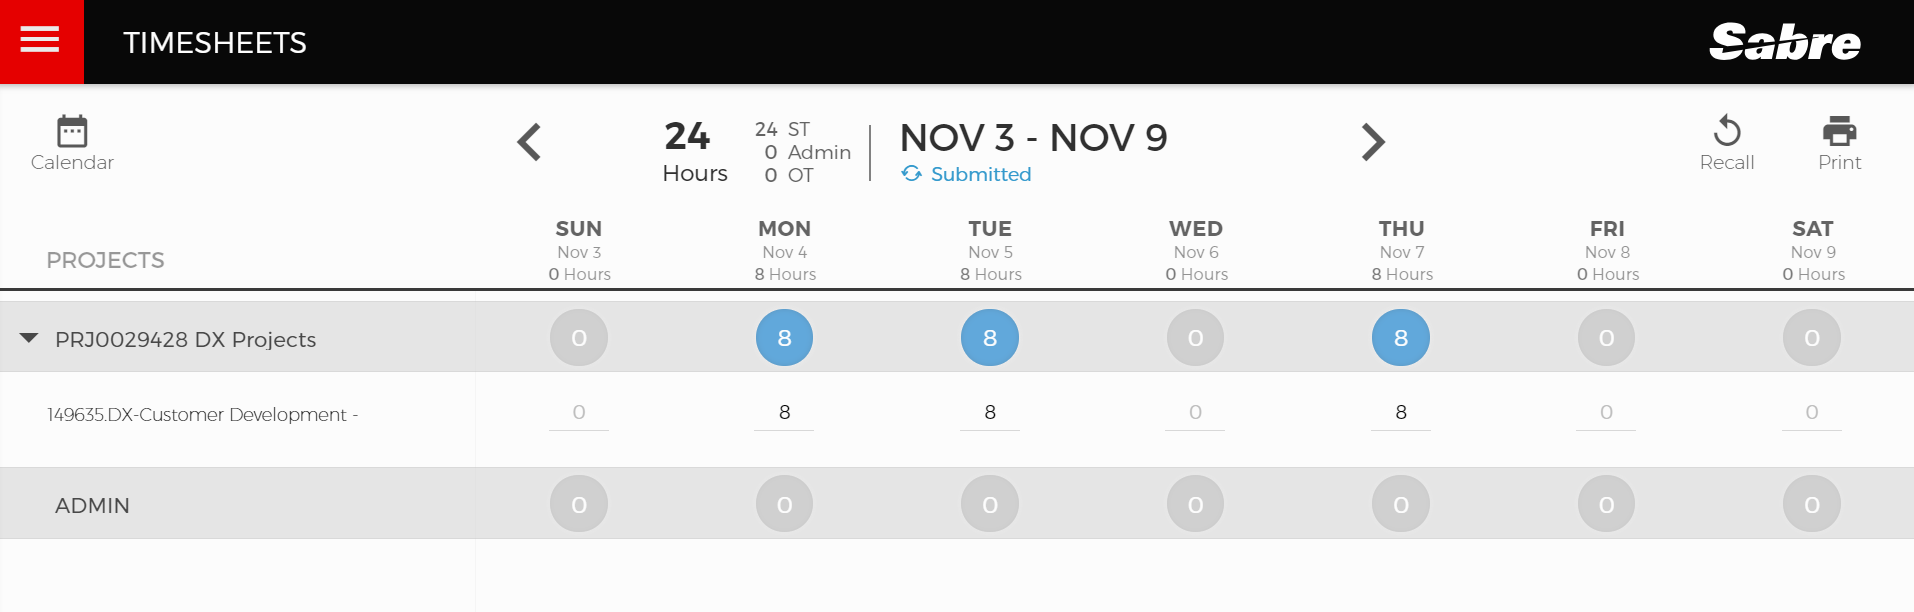 TIMESHEETS
Sabre
Calendar
24
Hours
24 ST
0 Admin
0 OT
NOV 3 - NOV 9
Submitted
Recall
Print
PROJECTS
SUN MON TUE WED THU FRI SAT
Nov 3 Nov 4 Nov 5 Nov 6 Nov 7 Nov 8 Nov 9
0 Hours 8 Hours 8 Hours 0 Hours 8 Hours 0 Hours 0 Hours
PRJ0029428 DX Projects 0 8 8 0 8 0 0
149635.DX-Customer Development - 0 8 8 0 8 0 0
ADMIN 0 0 0 0 0 0 0